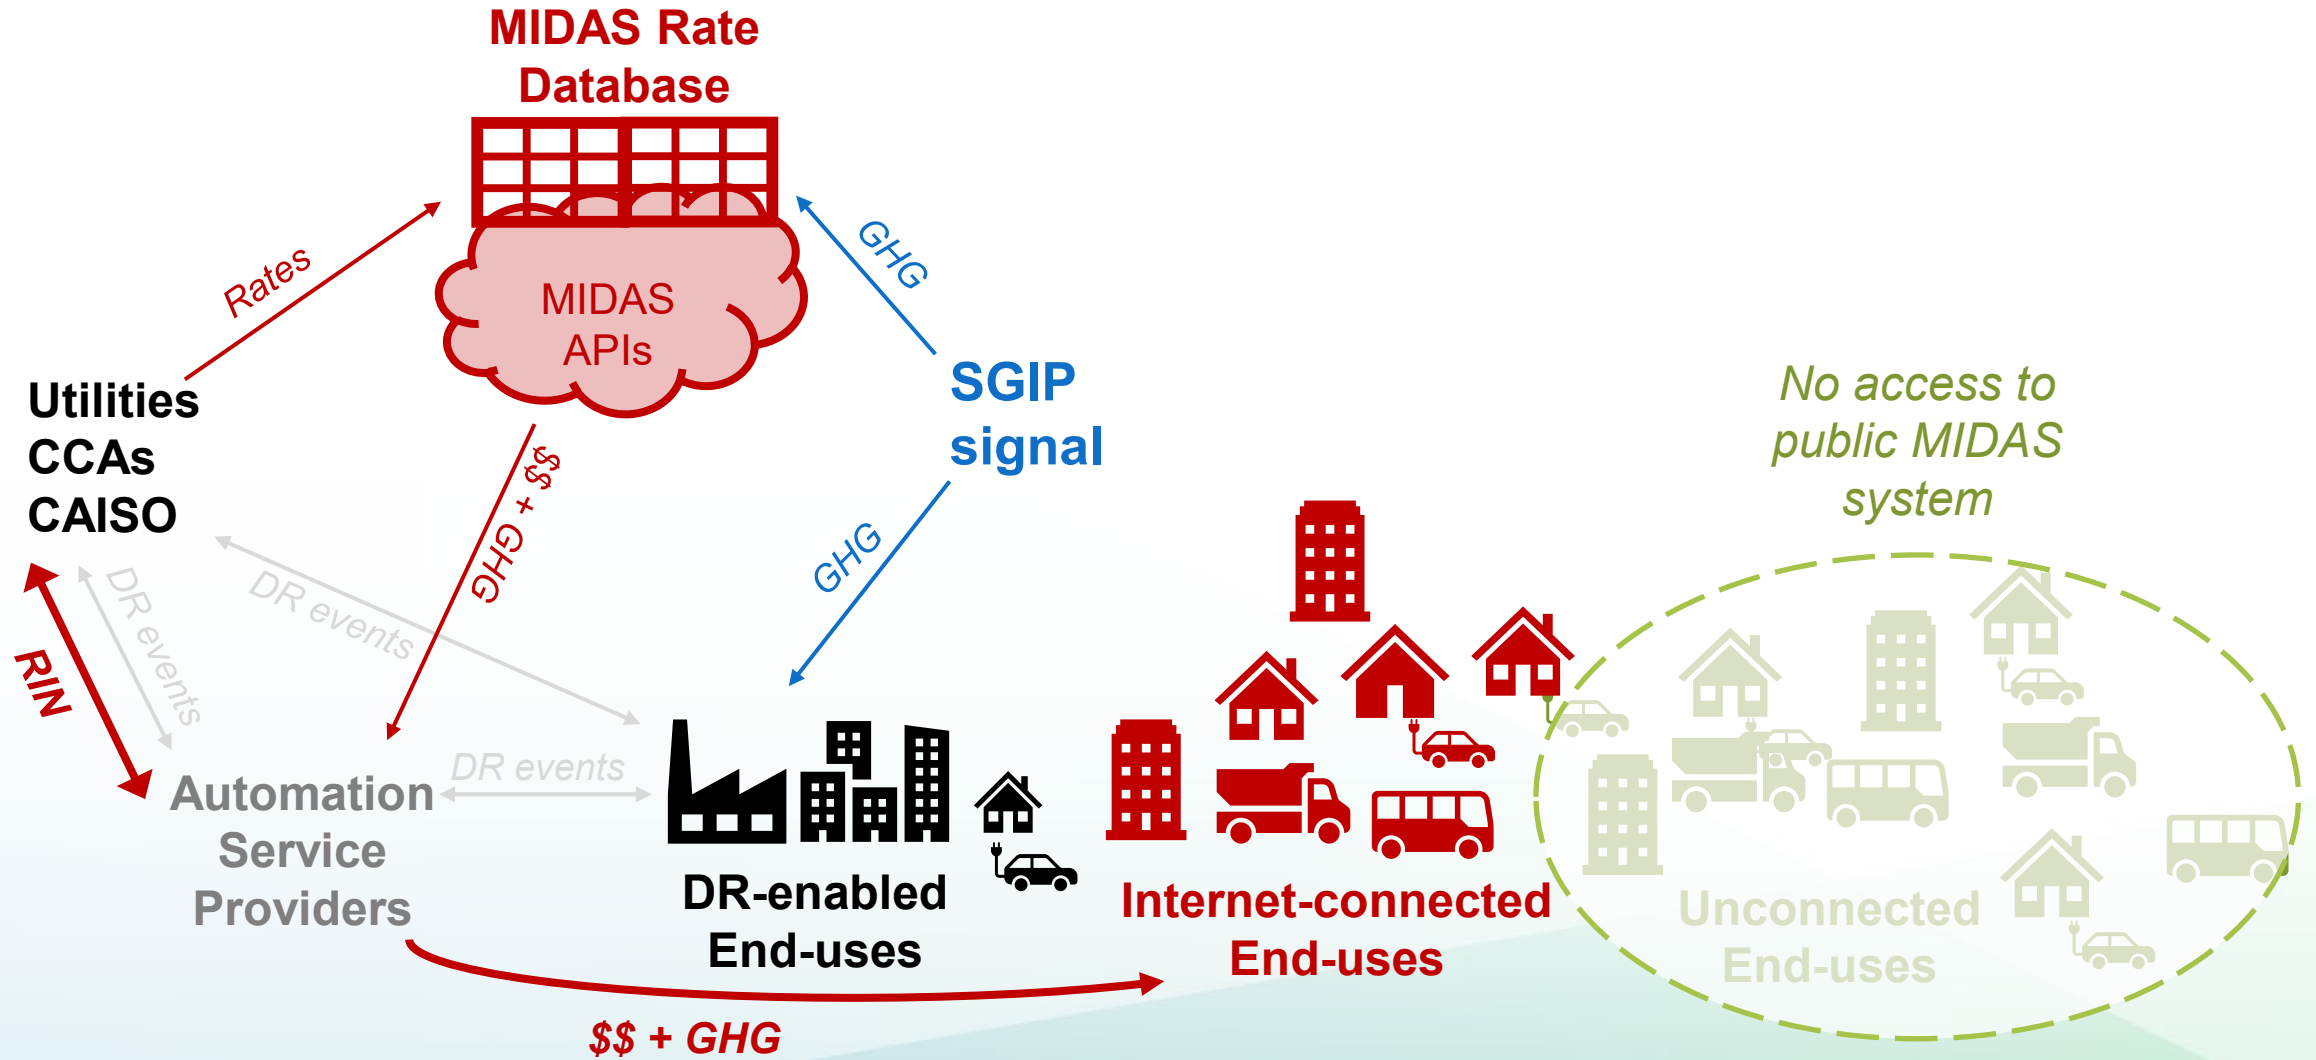 MIDAS Rate
Database
MIDAS
APIs
Rates
GHG
SGIP
signal
Utilities
CCAs
CAISO
$$ + GHG
GHG
No access to
public MIDAS
system
DR events
DR events
RIN
DR events
Automation
Service
Providers
DR-enabled
End-uses
Internet-connected
End-uses
Unconnected
End-uses
$$ + GHG